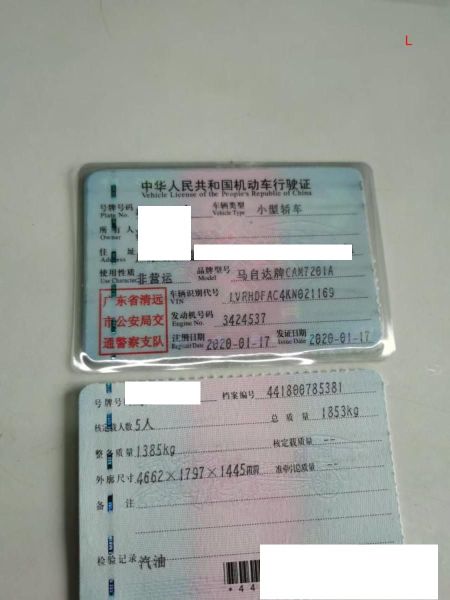 L
中华人民共和国机动车行驶证
Vehicle License of the People's Republic of China
号牌号码 车辆类型 小型轿车
Plate No. Vehicle Type
所有人
Owner
住 址
Address
使用性质 非营运 品牌型号 马自达牌CAM7201A
Use Character Model
广东省清远 市公安局交 通警察支队
车辆识别代号 LVRHDFAC4KN021169
VIN
发动机号码 3424537
Engine No.
注册日期 2020-01-17 发证日期 2020-01-17
Register Date Issue Date
号牌号 档案编号 441800785381
核定载人数 5人 总 质 量 1853kg
整备质量 1385kg 核定载质量 --
外廓尺寸 4662×1797×1445 准牵引总质量 --
备 注
检验记录 汽油
*44